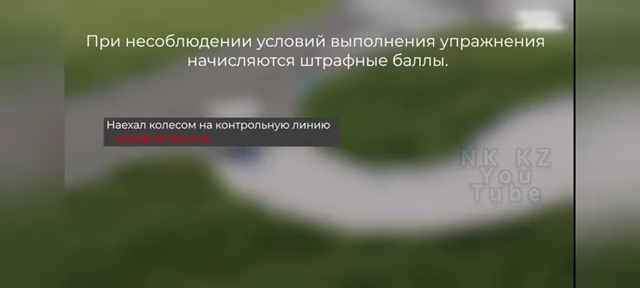 При несоблюдении условий выполнения упражнения
начисляются штрафные баллы.
Наехал колесом на контрольную линию
NK KZ
You
Tube